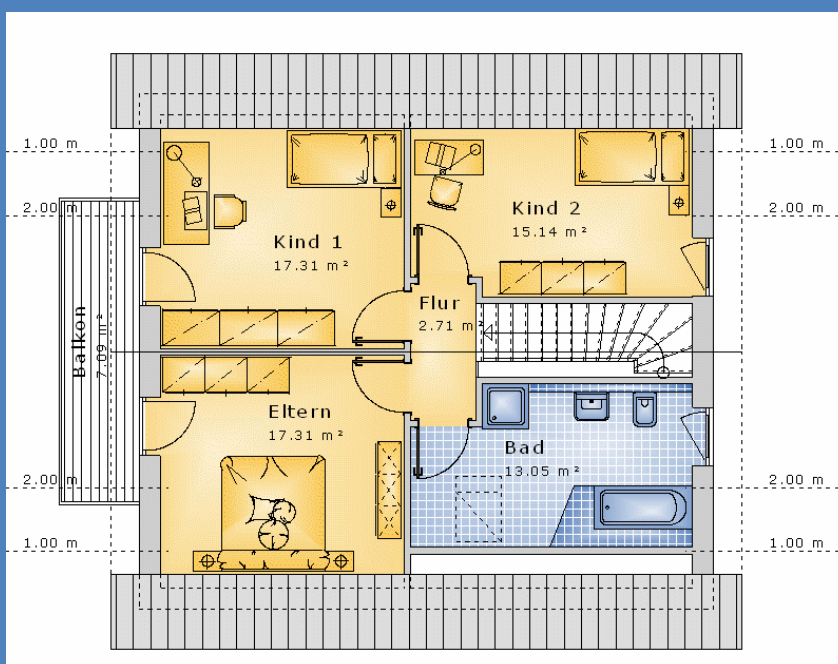 1.00 m
1.00 m
2.00 m
2.00 m
Kind 1
17.31 m²
Kind 2
15.14 m²
Flur
2.71 m²
Balkon
7.09 m²
Eltern
17.31 m²
Bad
13.05 m²
2.00 m
2.00 m
1.00 m
1.00 m